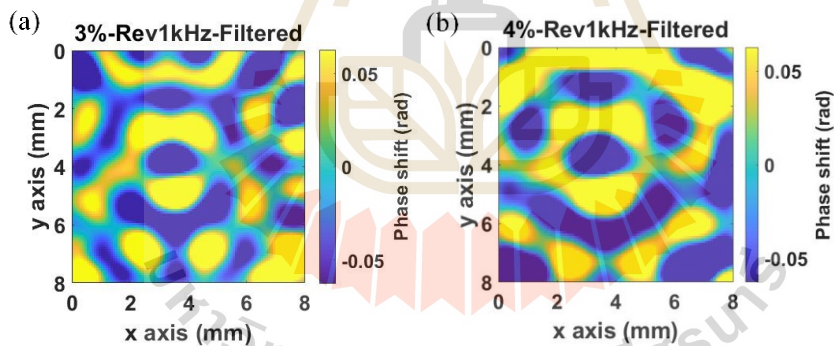 (a)
3%-Rev1kHz-Filtered
0
2
4
6
8
y axis (mm)
0 2 4 6 8
x axis (mm)
0.05
0
-0.05
Phase shift (rad)
(b)
4%-Rev1kHz-Filtered
0
2
4
6
8
y axis (mm)
0 2 4 6 8
x axis (mm)
0.05
0
-0.05
Phase shift (rad)